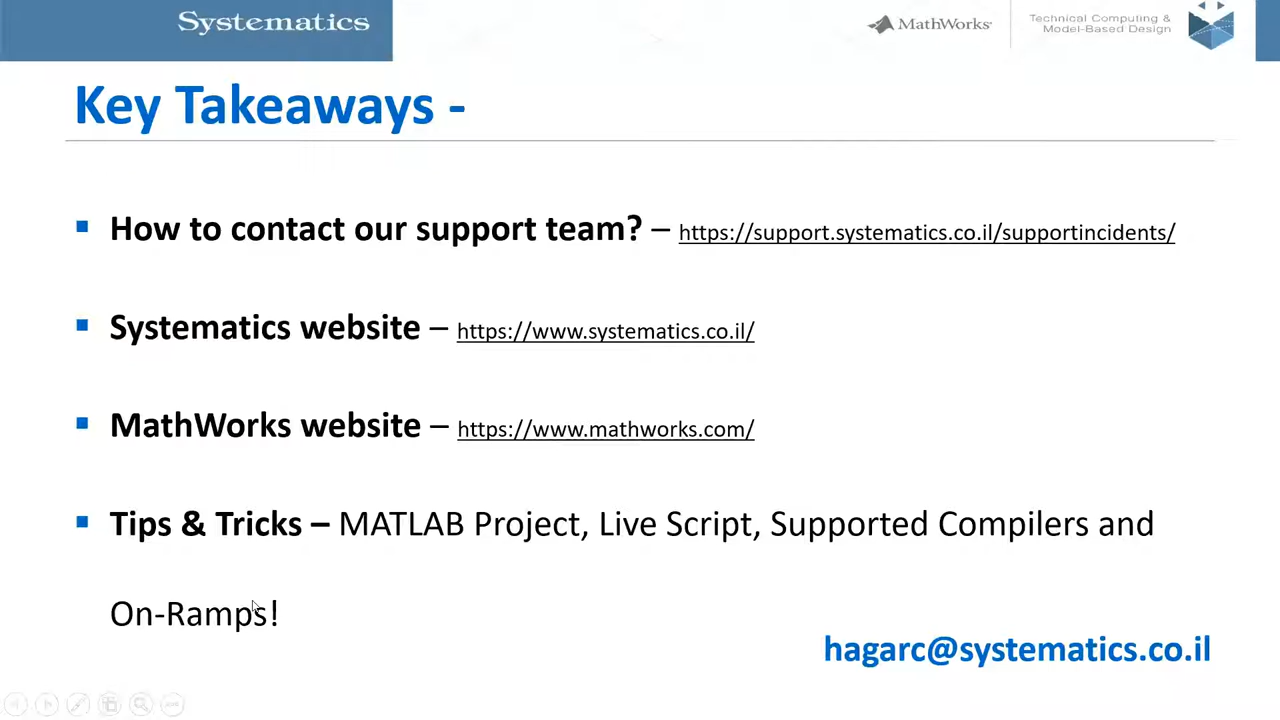 Systematics
MathWorks
Technical Computing &
Model-Based Design
Key Takeaways -
How to contact our support team? – https://support.systematics.co.il/supportincidents/
Systematics website – https://www.systematics.co.il/
MathWorks website – https://www.mathworks.com/
Tips & Tricks – MATLAB Project, Live Script, Supported Compilers and
On-Ramps!
hagarc@systematics.co.il